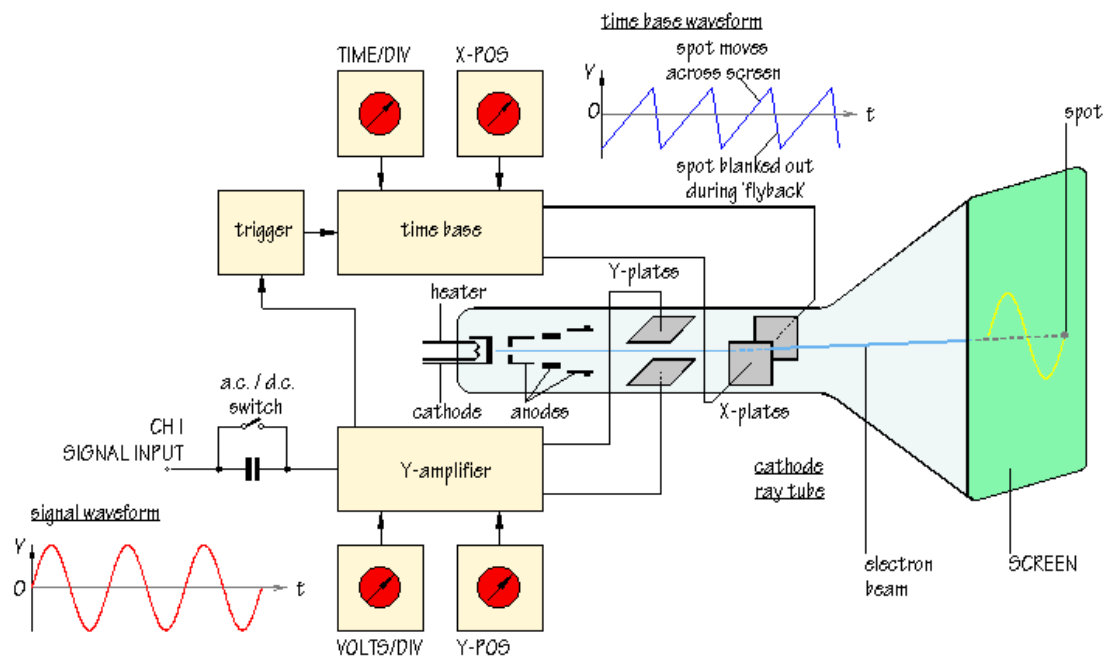 time base waveform
TIME/DIV
X-POS
spot moves
across screen
V
0
t
spot
spot blanked out
during 'flyback'
trigger
time base
Y-plates
heater
cathode
anodes
X-plates
a.c. / d.c.
switch
CH I
SIGNAL INPUT
Y-amplifier
cathode
ray tube
signal waveform
V
0
t
electron
beam
SCREEN
VOLTS/DIV
Y-POS